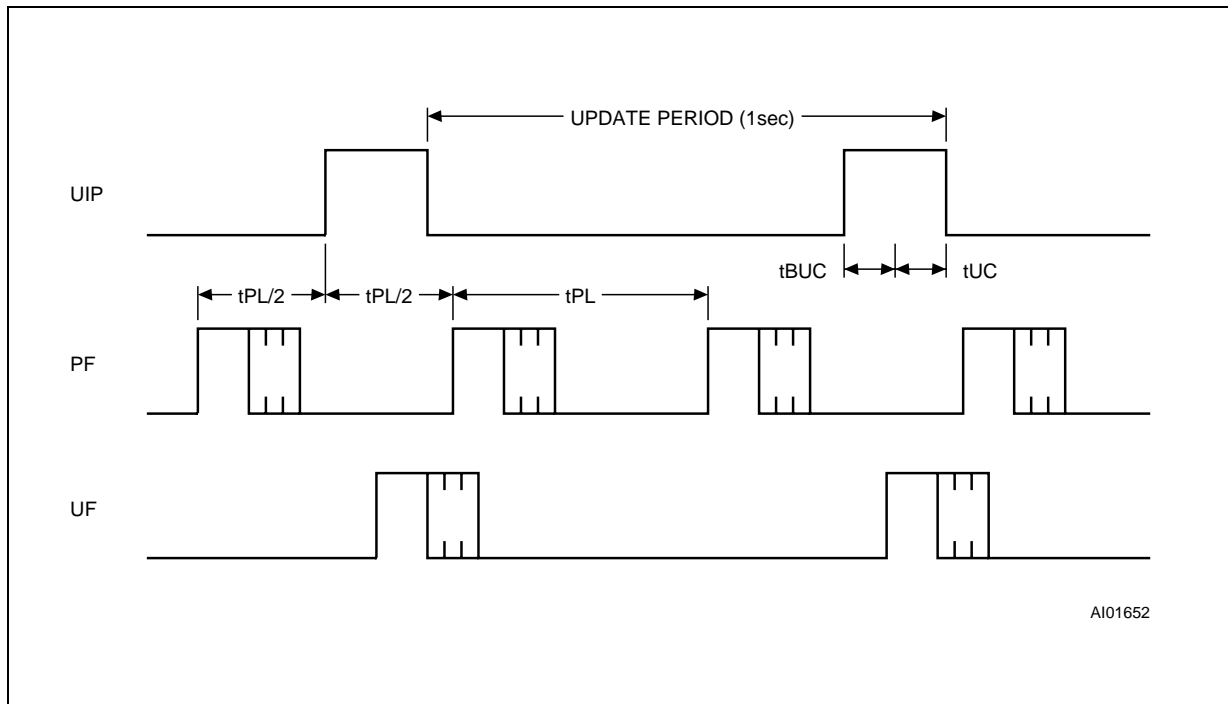 UPDATE PERIOD (1sec)
UIP
tBUC
tUC
tPL/2
tPL/2
tPL
PF
UF
AI01652